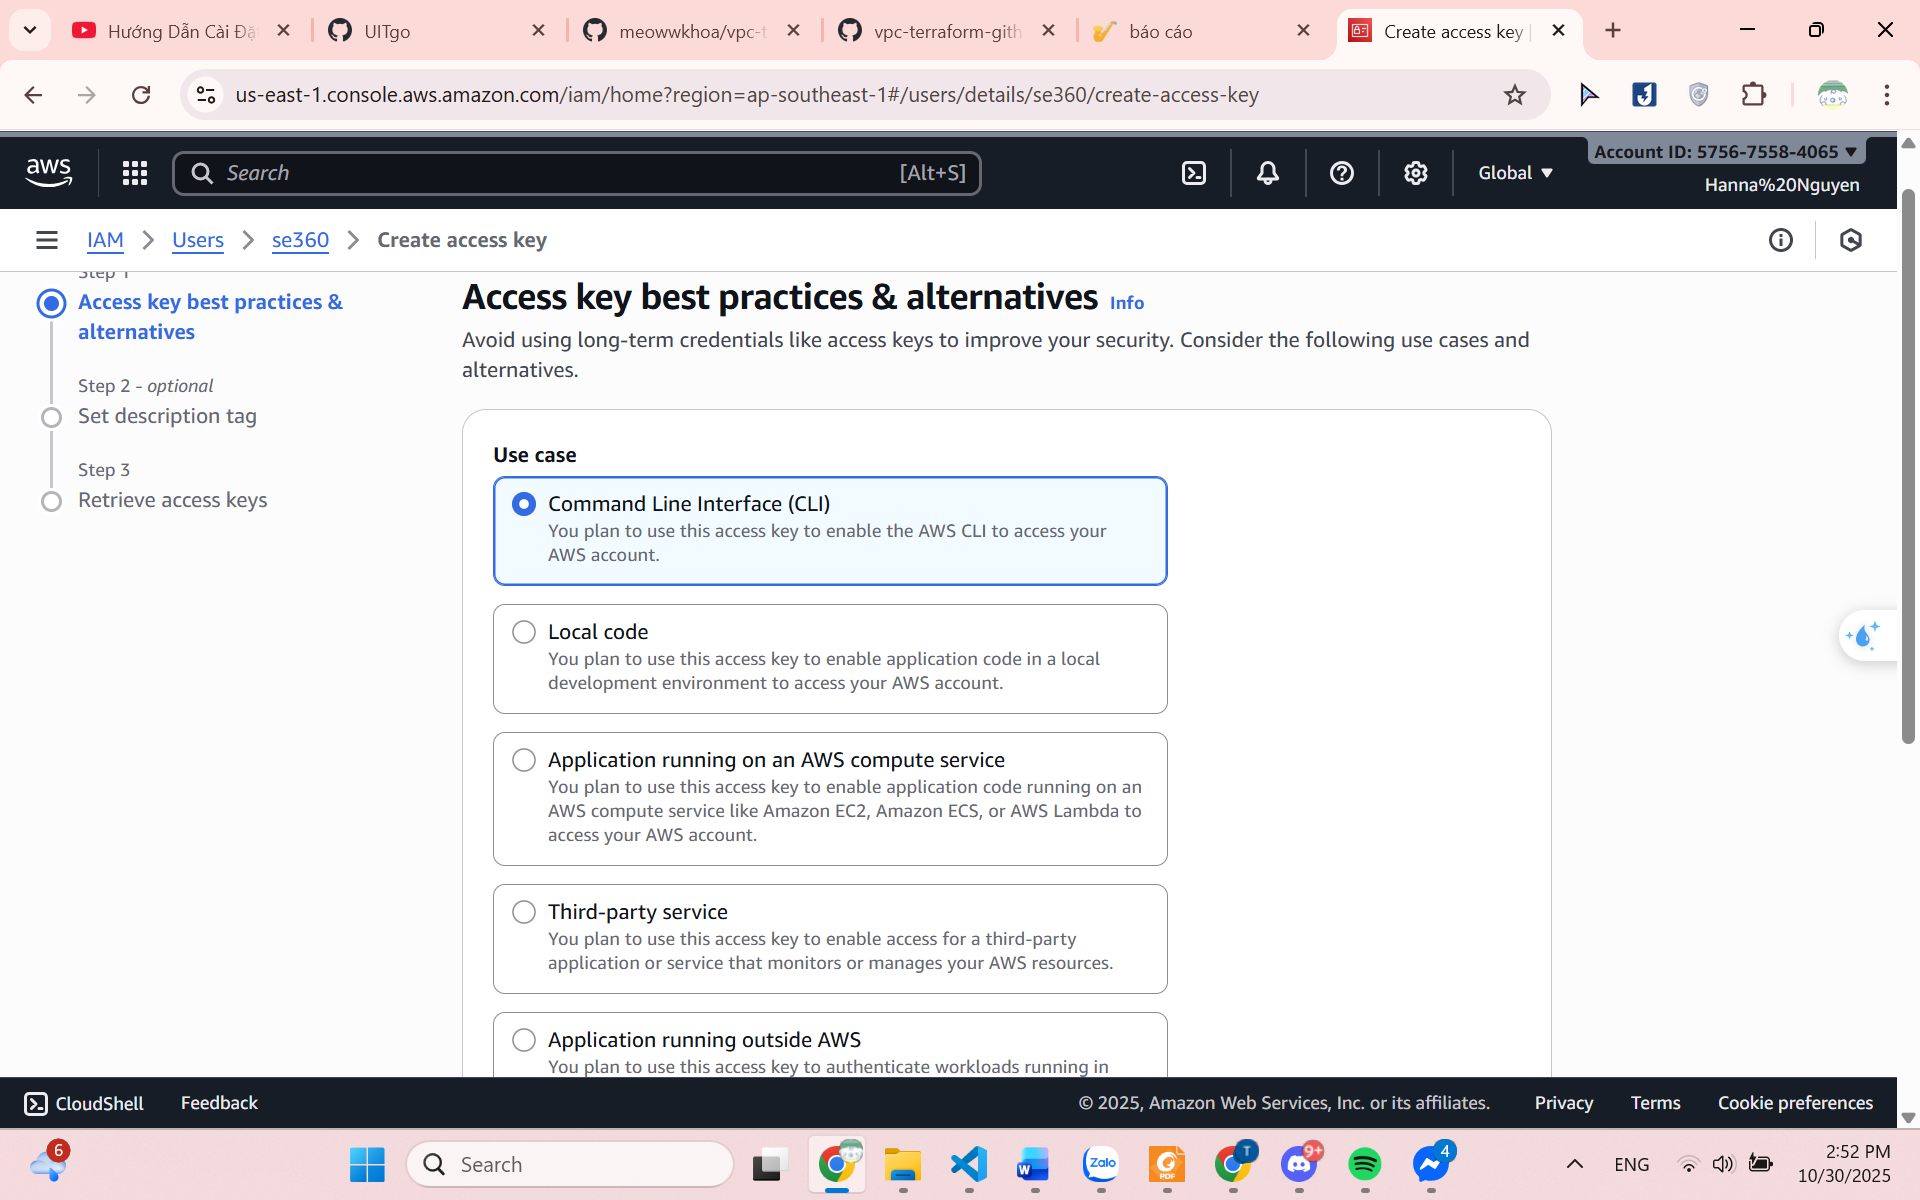 Hướng Dẫn Cài Đặ
UITgo
meowwkhoa/vpc-t
vpc-terraform-gith
báo cáo
Create access key |
us-east-1.console.aws.amazon.com/iam/home?region=ap-southeast-1#/users/details/se360/create-access-key
aws
Search
[Alt+S]
Global
Account ID: 5756-7558-4065
Hanna%20Nguyen
IAM
Users
se360
Create access key
Step 1
Access key best practices &
alternatives
Step 2 - optional
Set description tag
Step 3
Retrieve access keys
Access key best practices & alternatives Info
Avoid using long-term credentials like access keys to improve your security. Consider the following use cases and
alternatives.
Use case
Command Line Interface (CLI)
You plan to use this access key to enable the AWS CLI to access your
AWS account.
Local code
You plan to use this access key to enable application code in a local
development environment to access your AWS account.
Application running on an AWS compute service
You plan to use this access key to enable application code running on an
AWS compute service like Amazon EC2, Amazon ECS, or AWS Lambda to
access your AWS account.
Third-party service
You plan to use this access key to enable access for a third-party
application or service that monitors or manages your AWS resources.
Application running outside AWS
You plan to use this access key to authenticate workloads running in
CloudShell
Feedback
© 2025, Amazon Web Services, Inc. or its affiliates.
Privacy
Terms
Cookie preferences
6
Search
W
Zalo
PDF
T
9+
4
ENG
2:52 PM
10/30/2025